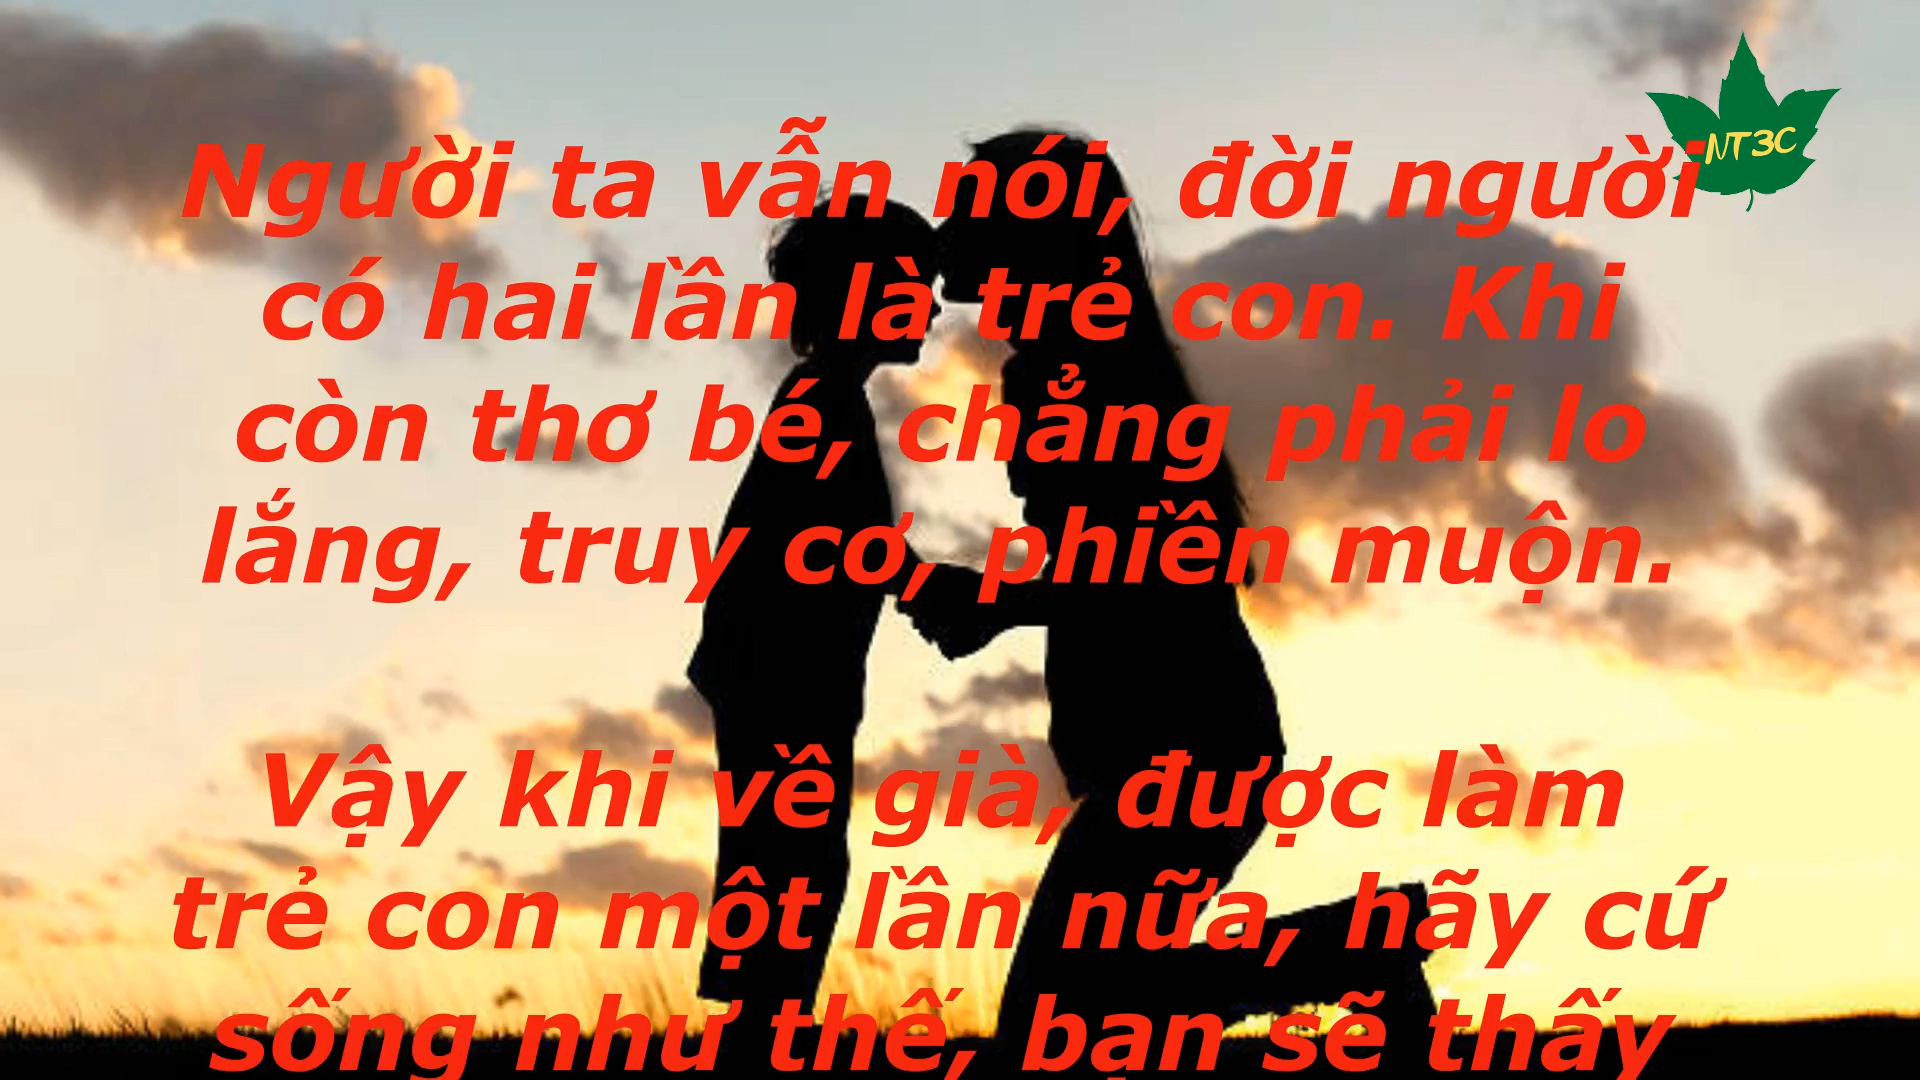 NT3C
Người ta vẫn nói, đời người
có hai lần là trẻ con. Khi
còn thơ bé, chẳng phải lo
lắng, truy cơ, phiền muộn.
Vậy khi về già, được làm
trẻ con một lần nữa, hãy cứ
sống như thế, bạn sẽ thấy